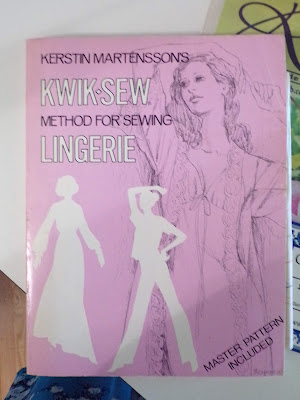 KERSTIN MARTENSSON'S
KWIK·SEW
METHOD FOR SEWING
LINGERIE
MASTER PATTERN
INCLUDED